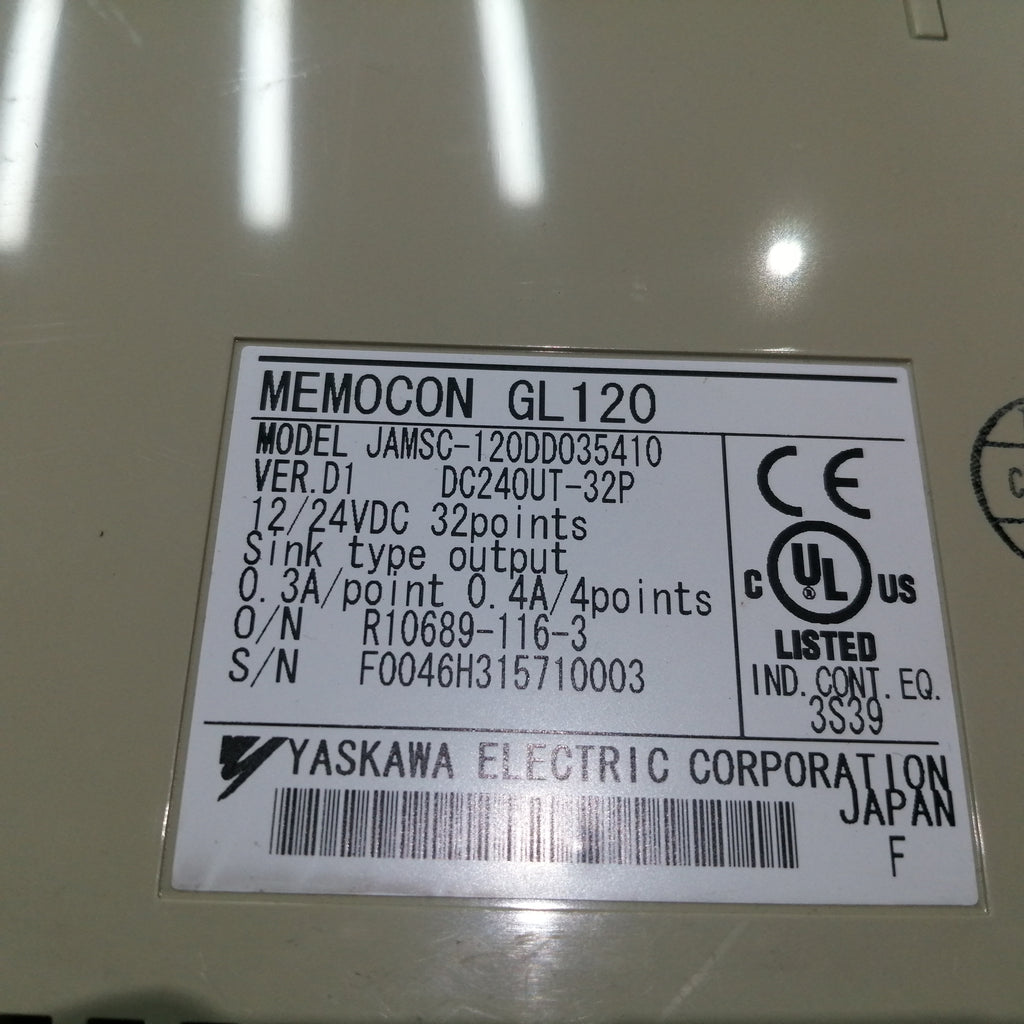 MEMOCON GL120
MODEL JAMSC-120DDO35410
VER.D1 DC24OUT-32P
12/24VDC 32points
Sink type output
0.3A/point 0.4A/4points
O/N R10689-116-3
S/N F0046H315710003
CE
C UL® US
LISTED
IND. CONT. EQ.
3S39
YASKAWA ELECTRIC CORPORATION
JAPAN
F
C